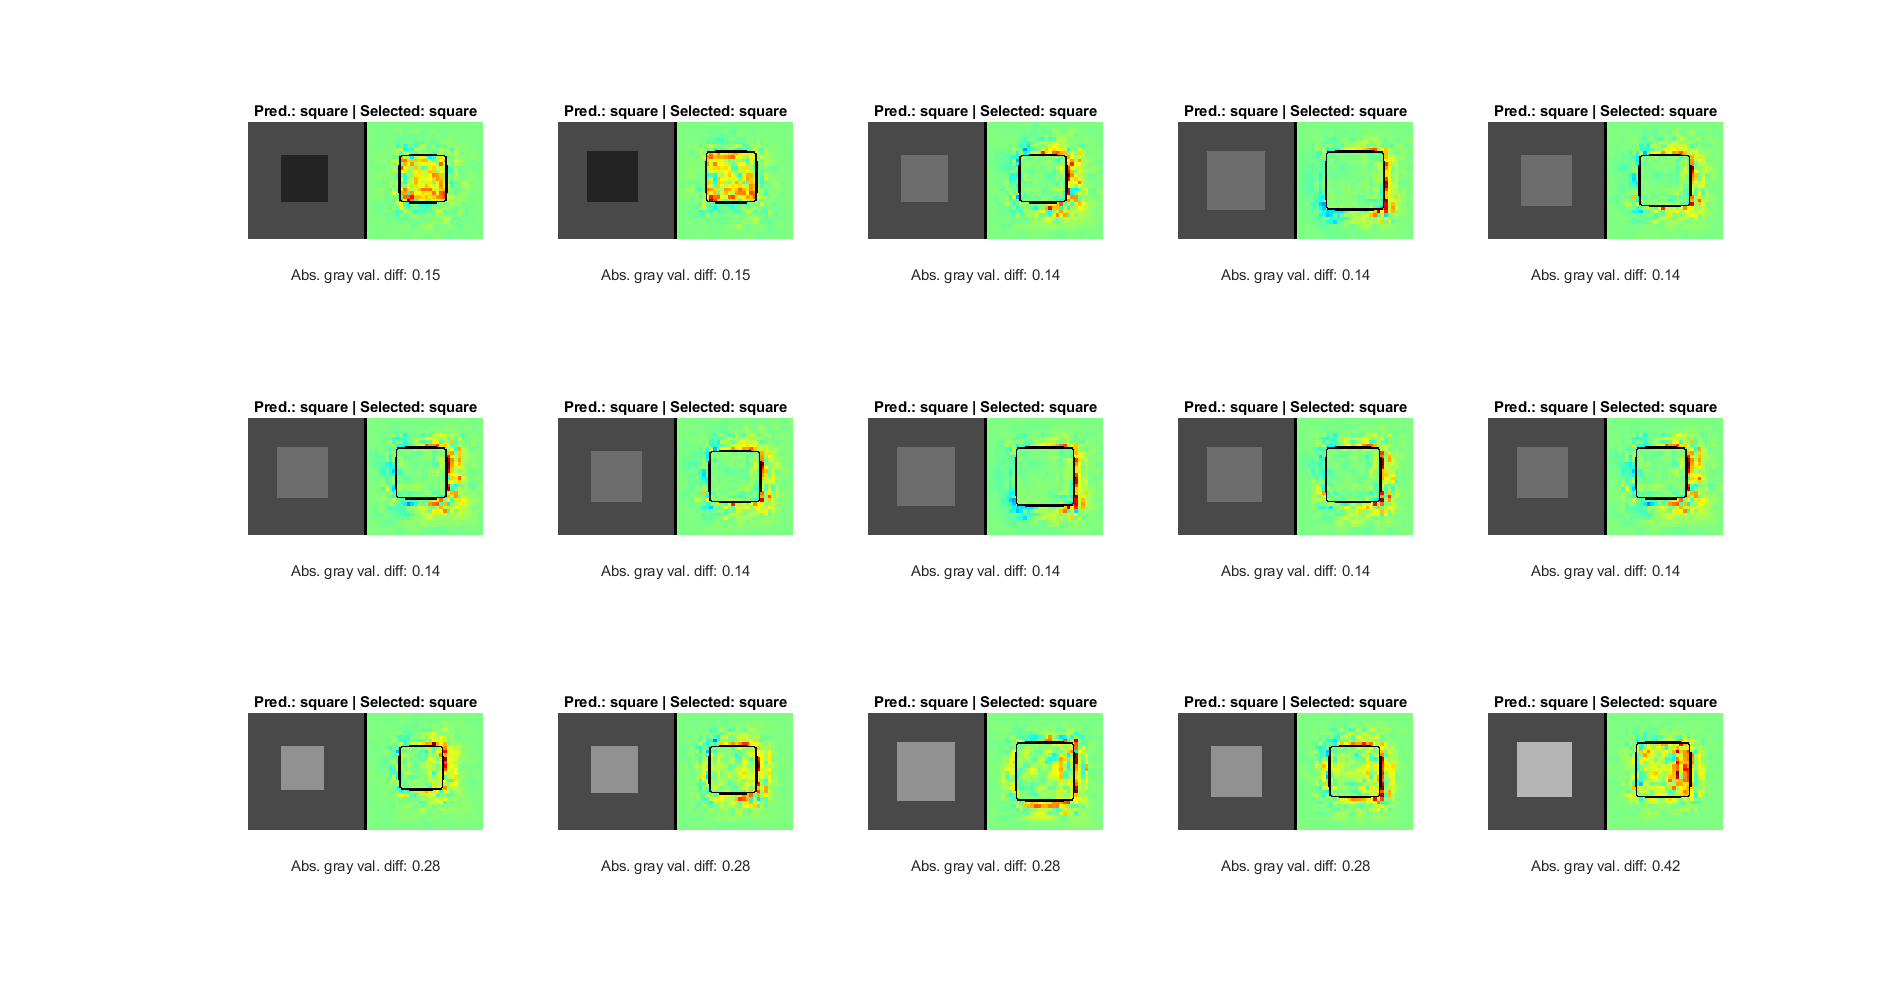 Pred.: square | Selected: square
Pred.: square | Selected: square
Pred.: square | Selected: square
Pred.: square | Selected: square
Pred.: square | Selected: square
Abs. gray val. diff: 0.15
Abs. gray val. diff: 0.15
Abs. gray val. diff: 0.14
Abs. gray val. diff: 0.14
Abs. gray val. diff: 0.14
Pred.: square | Selected: square
Pred.: square | Selected: square
Pred.: square | Selected: square
Pred.: square | Selected: square
Pred.: square | Selected: square
Abs. gray val. diff: 0.14
Abs. gray val. diff: 0.14
Abs. gray val. diff: 0.14
Abs. gray val. diff: 0.14
Abs. gray val. diff: 0.14
Pred.: square | Selected: square
Pred.: square | Selected: square
Pred.: square | Selected: square
Pred.: square | Selected: square
Pred.: square | Selected: square
Abs. gray val. diff: 0.28
Abs. gray val. diff: 0.28
Abs. gray val. diff: 0.28
Abs. gray val. diff: 0.28
Abs. gray val. diff: 0.42